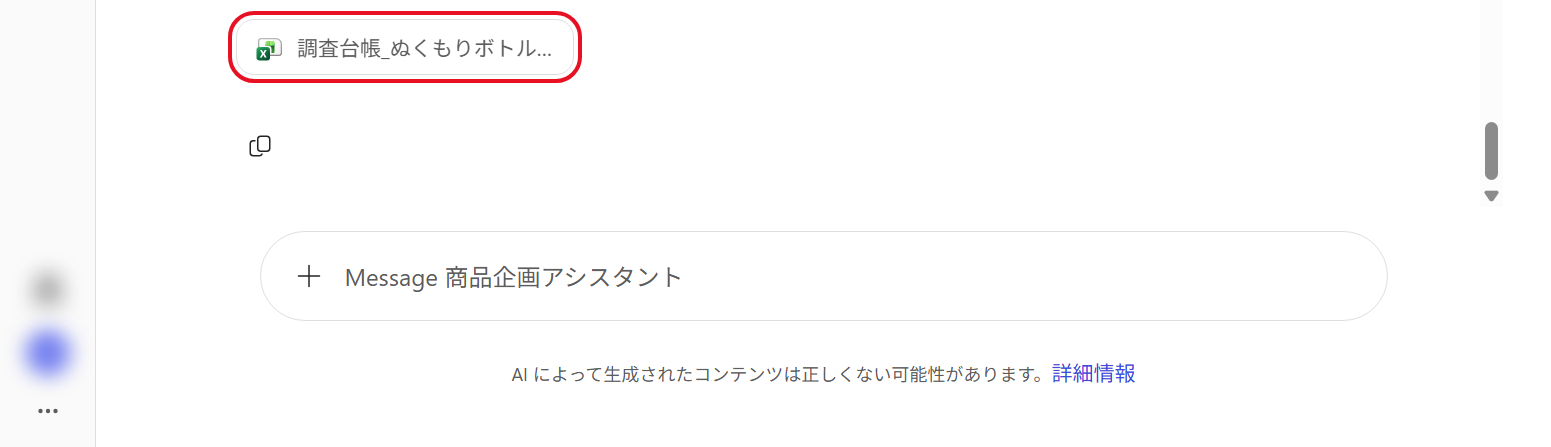 調査台帳_ぬくもりボトル...
Message 商品企画アシスタント
AI によって生成されたコンテンツは正しくない可能性があります。詳細情報